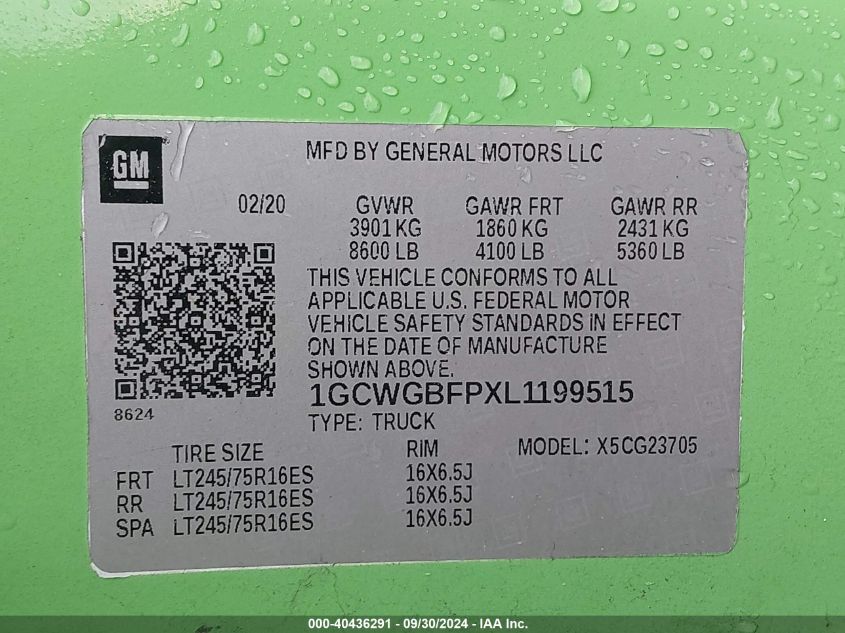 GM
MFD BY GENERAL MOTORS LLC
02/20 GVWR GAWR FRT GAWR RR
3901 KG 1860 KG 2431 KG
8600 LB 4100 LB 5360 LB
THIS VEHICLE CONFORMS TO ALL
APPLICABLE U.S. FEDERAL MOTOR
VEHICLE SAFETY STANDARDS IN EFFECT
ON THE DATE OF MANUFACTURE
SHOWN ABOVE.
1GCWGBFPXL1199515
8624
TYPE: TRUCK
TIRE SIZE RIM MODEL: X5CG23705
FRT LT245/75R16ES 16X6.5J
RR LT245/75R16ES 16X6.5J
SPA LT245/75R16ES 16X6.5J
000-40436291 - 09/30/2024 - IAA Inc.